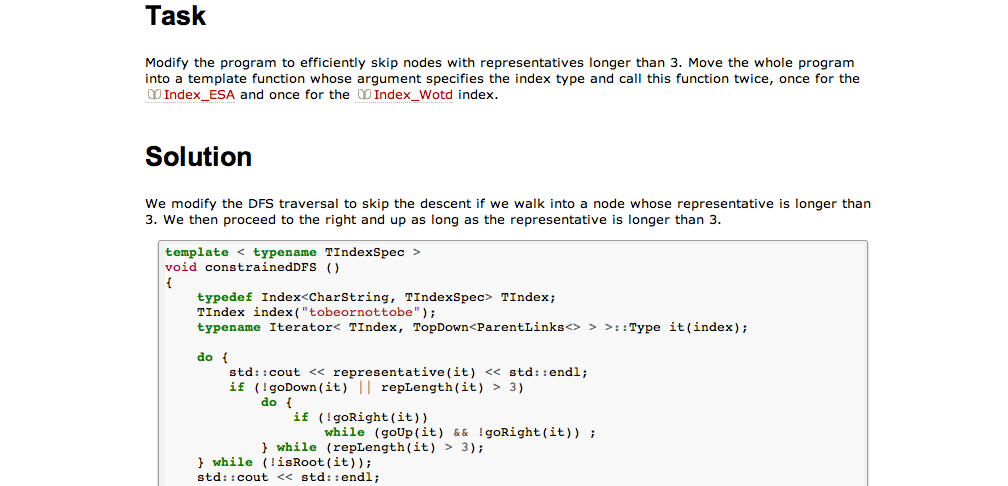 Task
Modify the program to efficiently skip nodes with representatives longer than 3. Move the whole program
into a template function whose argument specifies the index type and call this function twice, once for the
Index_ESA and once for the Index_Wotd index.
Solution
We modify the DFS traversal to skip the descent if we walk into a node whose representative is longer than
3. We then proceed to the right and up as long as the representative is longer than 3.
template < typename TIndexSpec >
void constrainedDFS ()
{
    typedef Index<CharString, TIndexSpec> TIndex;
    TIndex index("tobeornottobe");
    typename Iterator< TIndex, TopDown<ParentLinks<> > >::Type it(index);
    do {
        std::cout << representative(it) << std::endl;
        if (!goDown(it) || repLength(it) > 3)
            do {
                if (!goRight(it))
                    while (goUp(it) && !goRight(it)) ;
            } while (repLength(it) > 3);
    } while (!isRoot(it));
    std::cout << std::endl;